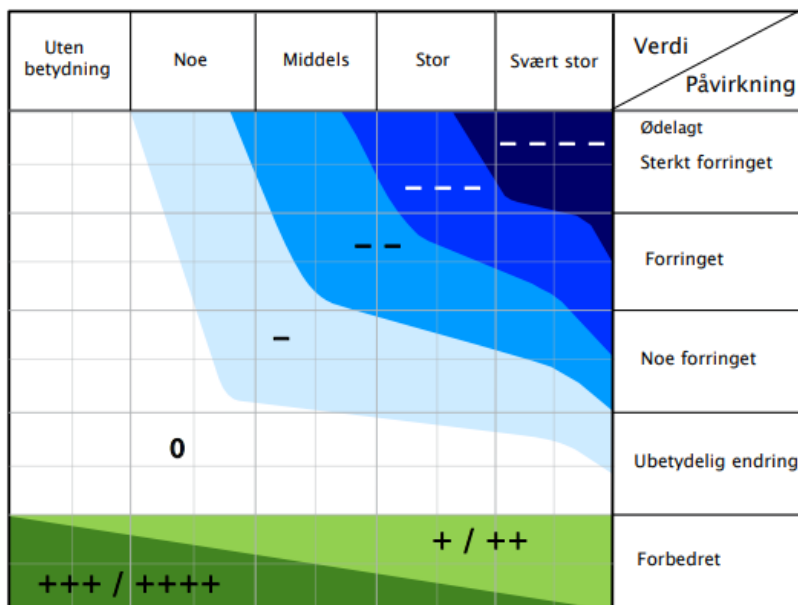 Uten
betydning
Noe
Middels
Stor
Svært stor
Verdi
Påvirkning
Ødelagt
Sterkt forringet
– – – –
– – –
– –
Forringet
–
Noe forringet
0
Ubetydelig endring
+ / ++
Forbedret
+++ / ++++